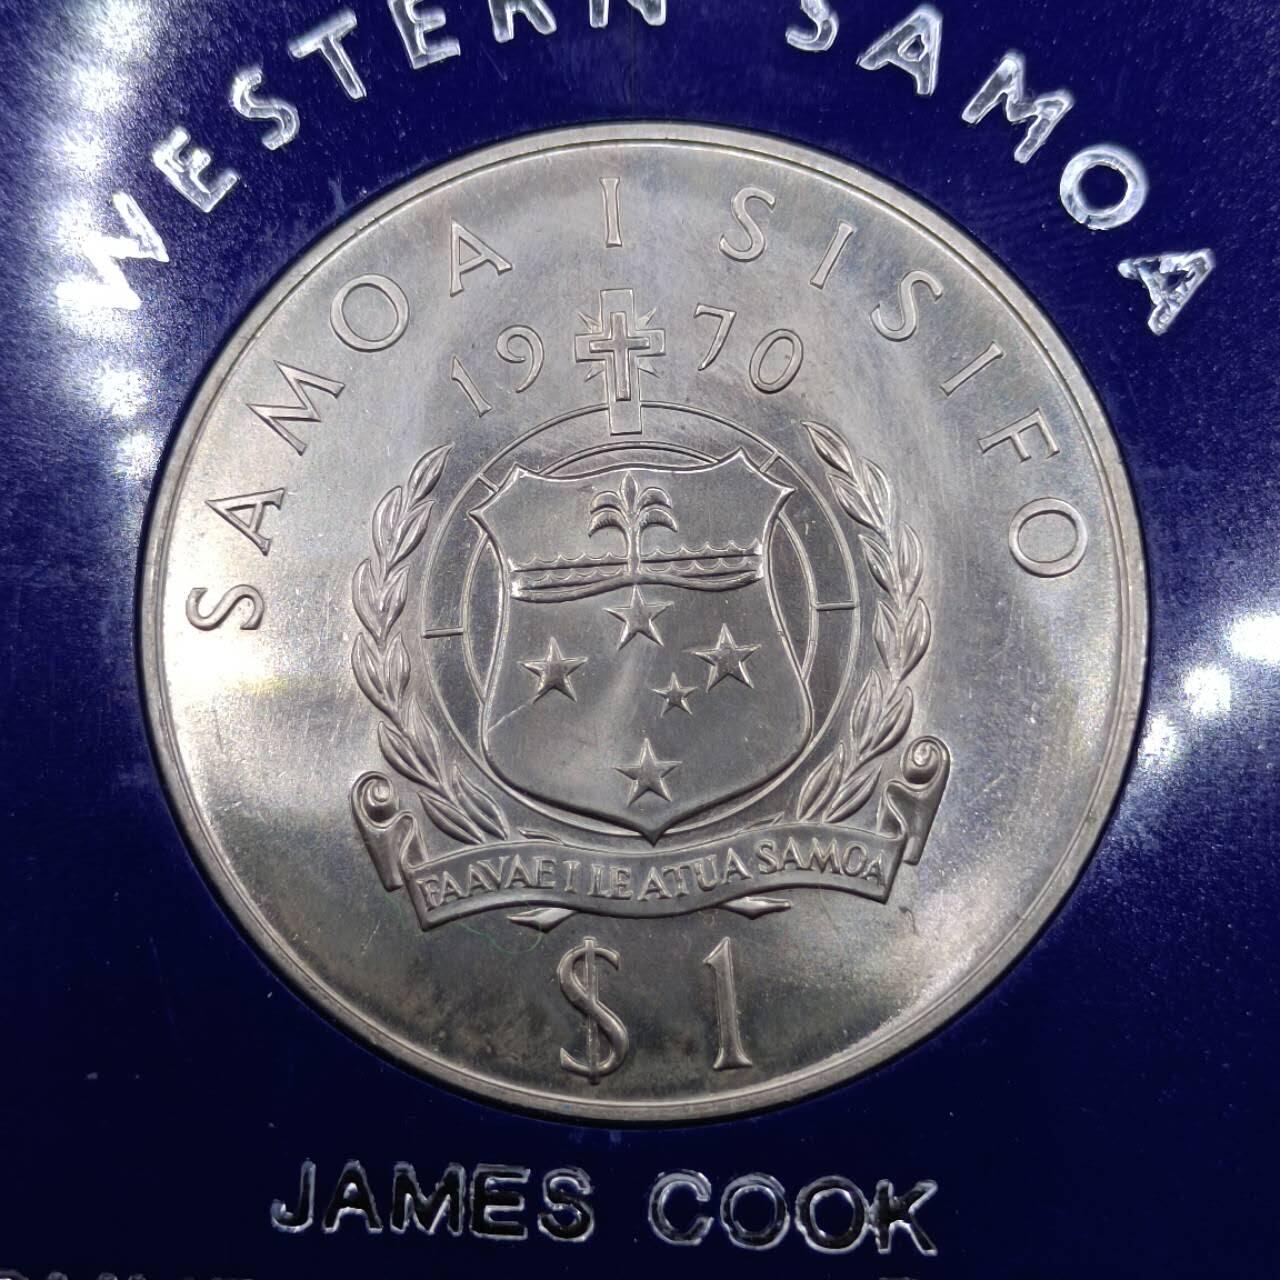 WESTERN SAMOA
SAMOA I SISIFO
1970
FAAVAE I LE ATUA SAMOA
$1
JAMES COOK